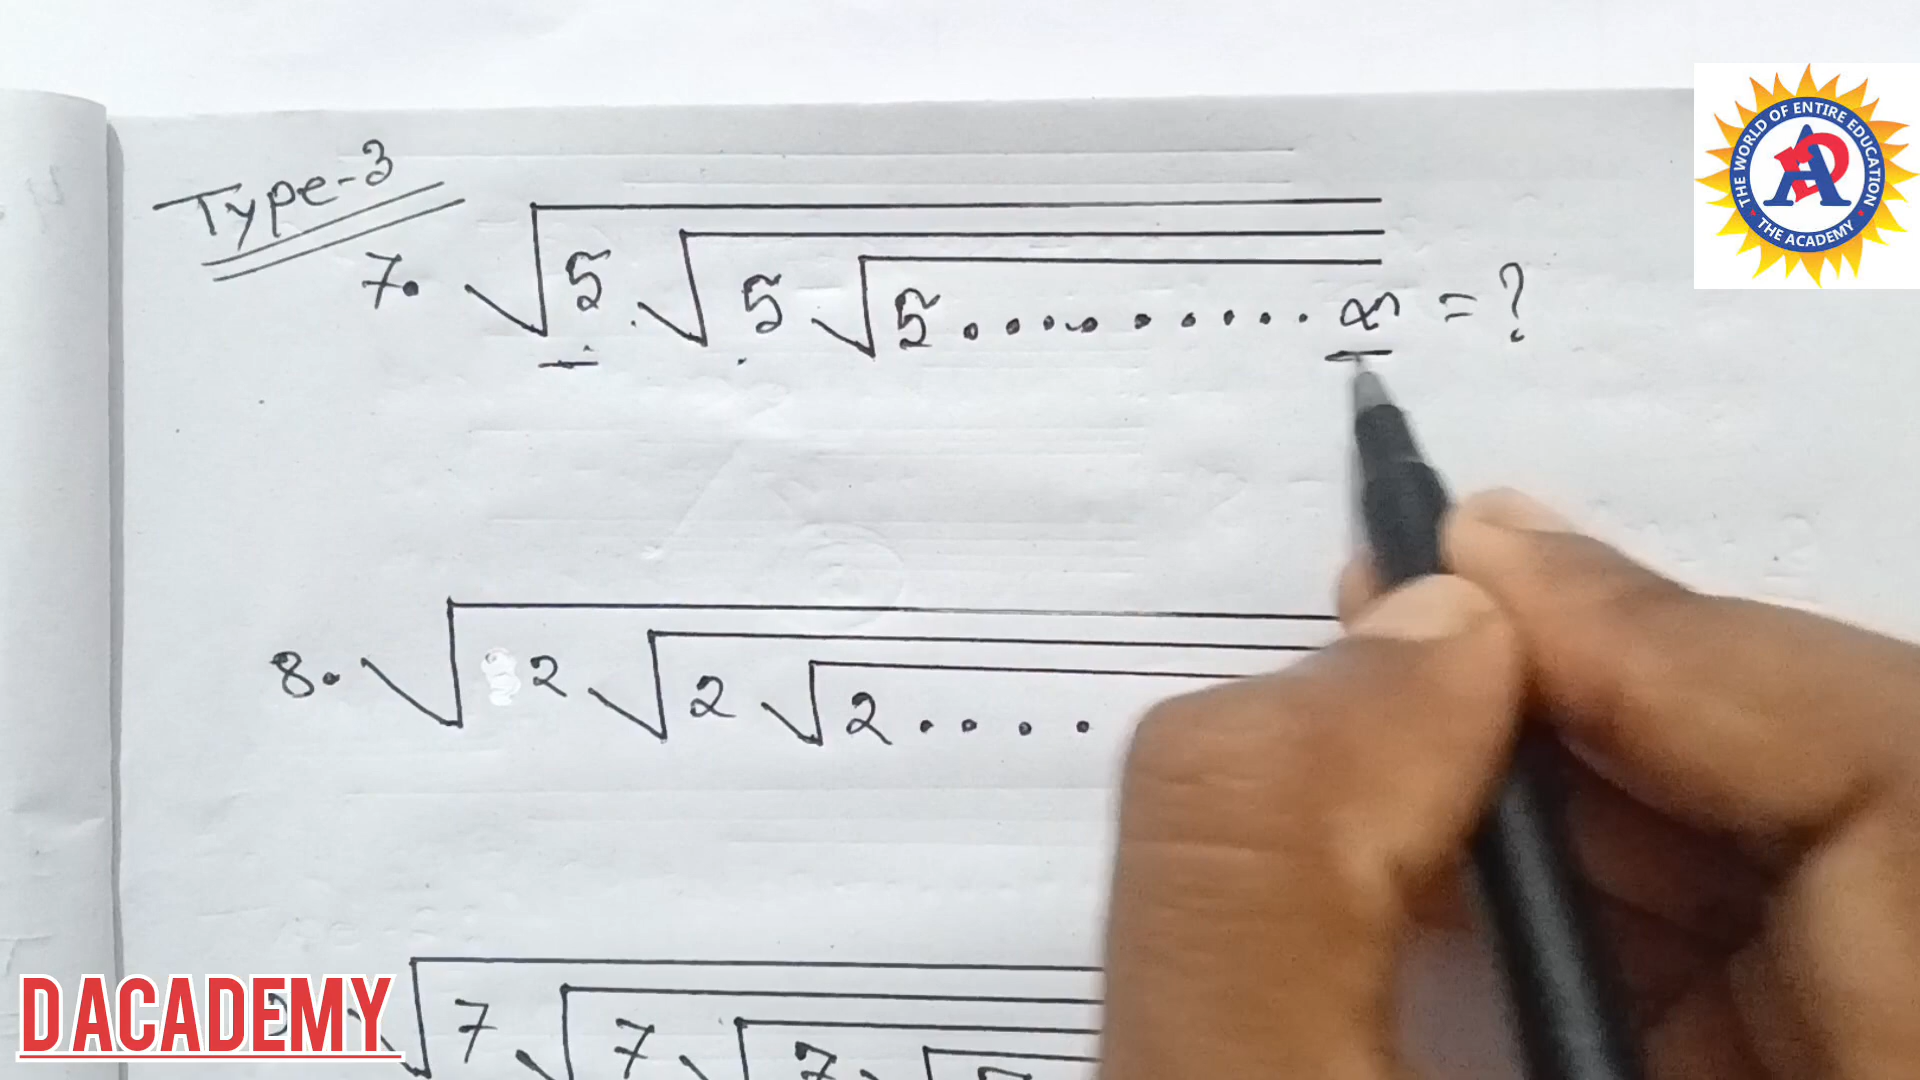 Type-3
7. √5 √5 √5 .......... ∞ = ?
8. √2 √2 √2 ....
√7 √7 √7 √
THE WORLD OF ENTIRE EDUCATION
THE ACADEMY
D ACADEMY